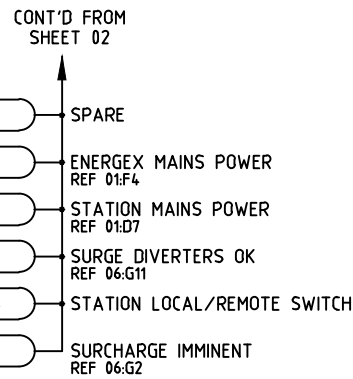 CONT'D FROM
SHEET 02
SPARE
ENERGEX MAINS POWER
REF 01:F4
STATION MAINS POWER
REF 01:D7
SURGE DIVERTERS OK
REF 06:G11
STATION LOCAL/REMOTE SWITCH
SURCHARGE IMMINENT
REF 06:G2